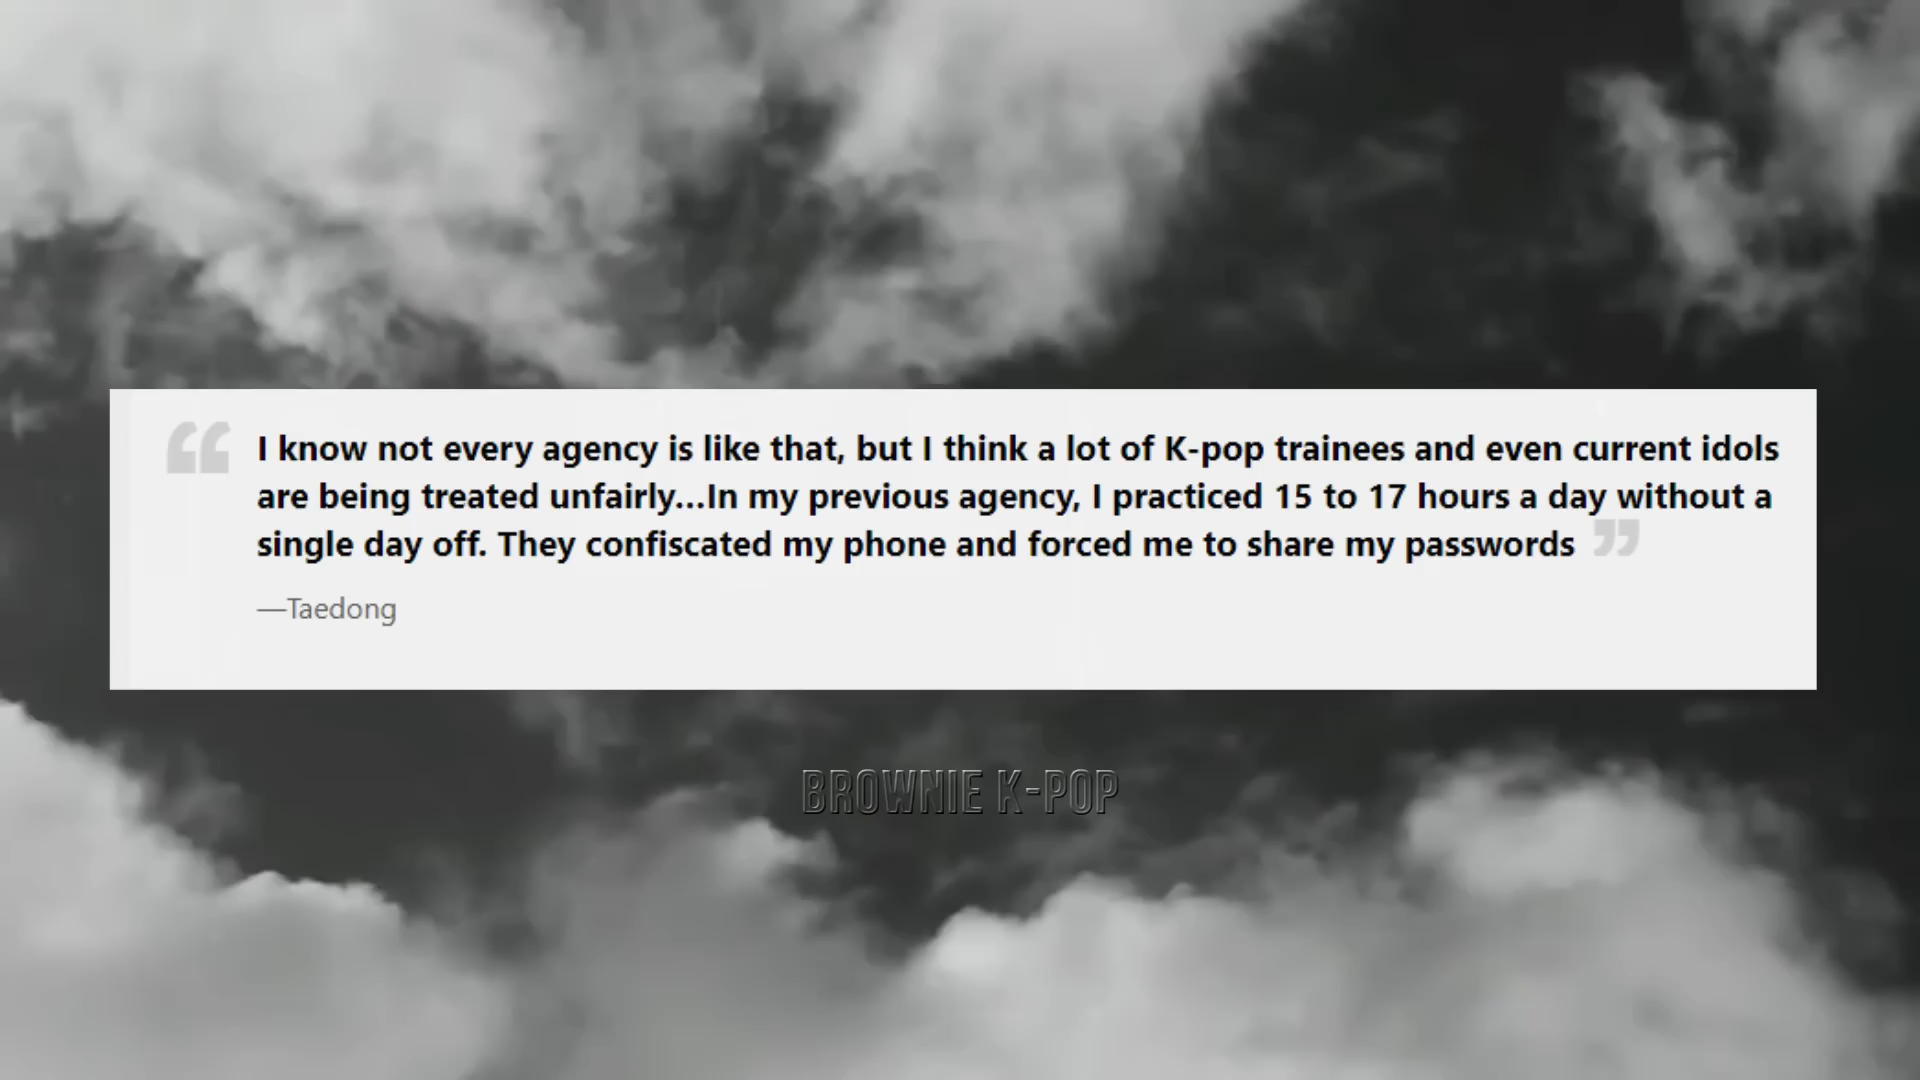 “ I know not every agency is like that, but I think a lot of K-pop trainees and even current idols
are being treated unfairly...In my previous agency, I practiced 15 to 17 hours a day without a
single day off. They confiscated my phone and forced me to share my passwords ”
—Taedong
BROWNIE K-POP